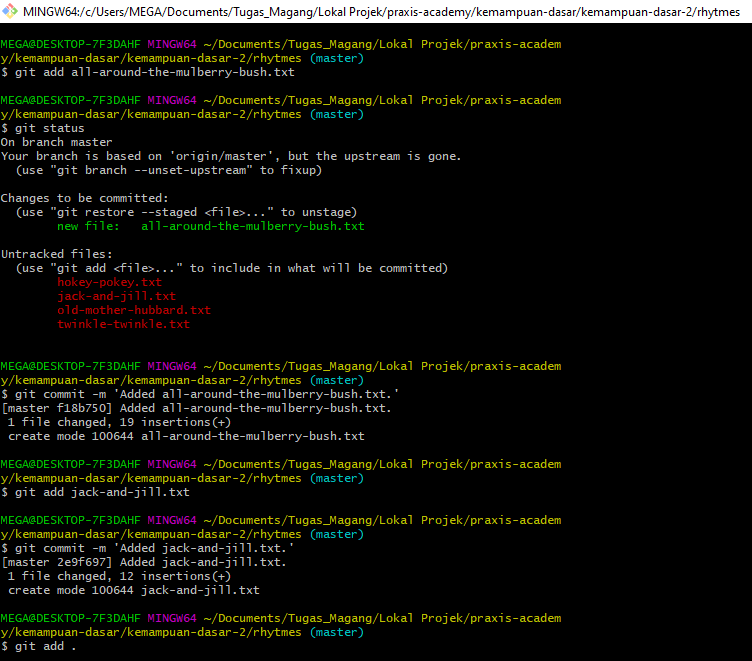 MINGW64:/c/Users/MEGA/Documents/Tugas_Magang/Lokal Projek/praxis-academy/kemampuan-dasar/kemampuan-dasar-2/rhytmes
MEGA@DESKTOP-7F3DAHF MINGW64 ~/Documents/Tugas_Magang/Lokal Projek/praxis-academ
y/kemampuan-dasar/kemampuan-dasar-2/rhytmes (master)
$ git add all-around-the-mulberry-bush.txt
MEGA@DESKTOP-7F3DAHF MINGW64 ~/Documents/Tugas_Magang/Lokal Projek/praxis-academ
y/kemampuan-dasar/kemampuan-dasar-2/rhytmes (master)
$ git status
On branch master
Your branch is based on 'origin/master', but the upstream is gone.
  (use "git branch --unset-upstream" to fixup)
Changes to be committed:
  (use "git restore --staged <file>..." to unstage)
        new file:   all-around-the-mulberry-bush.txt
Untracked files:
  (use "git add <file>..." to include in what will be committed)
        hokey-pokey.txt
        jack-and-jill.txt
        old-mother-hubbard.txt
        twinkle-twinkle.txt
MEGA@DESKTOP-7F3DAHF MINGW64 ~/Documents/Tugas_Magang/Lokal Projek/praxis-academ
y/kemampuan-dasar/kemampuan-dasar-2/rhytmes (master)
$ git commit -m 'Added all-around-the-mulberry-bush.txt.'
[master f18b750] Added all-around-the-mulberry-bush.txt.
 1 file changed, 19 insertions(+)
 create mode 100644 all-around-the-mulberry-bush.txt
MEGA@DESKTOP-7F3DAHF MINGW64 ~/Documents/Tugas_Magang/Lokal Projek/praxis-academ
y/kemampuan-dasar/kemampuan-dasar-2/rhytmes (master)
$ git add jack-and-jill.txt
MEGA@DESKTOP-7F3DAHF MINGW64 ~/Documents/Tugas_Magang/Lokal Projek/praxis-academ
y/kemampuan-dasar/kemampuan-dasar-2/rhytmes (master)
$ git commit -m 'Added jack-and-jill.txt.'
[master 2e9f697] Added jack-and-jill.txt.
 1 file changed, 12 insertions(+)
 create mode 100644 jack-and-jill.txt
MEGA@DESKTOP-7F3DAHF MINGW64 ~/Documents/Tugas_Magang/Lokal Projek/praxis-academ
y/kemampuan-dasar/kemampuan-dasar-2/rhytmes (master)
$ git add .